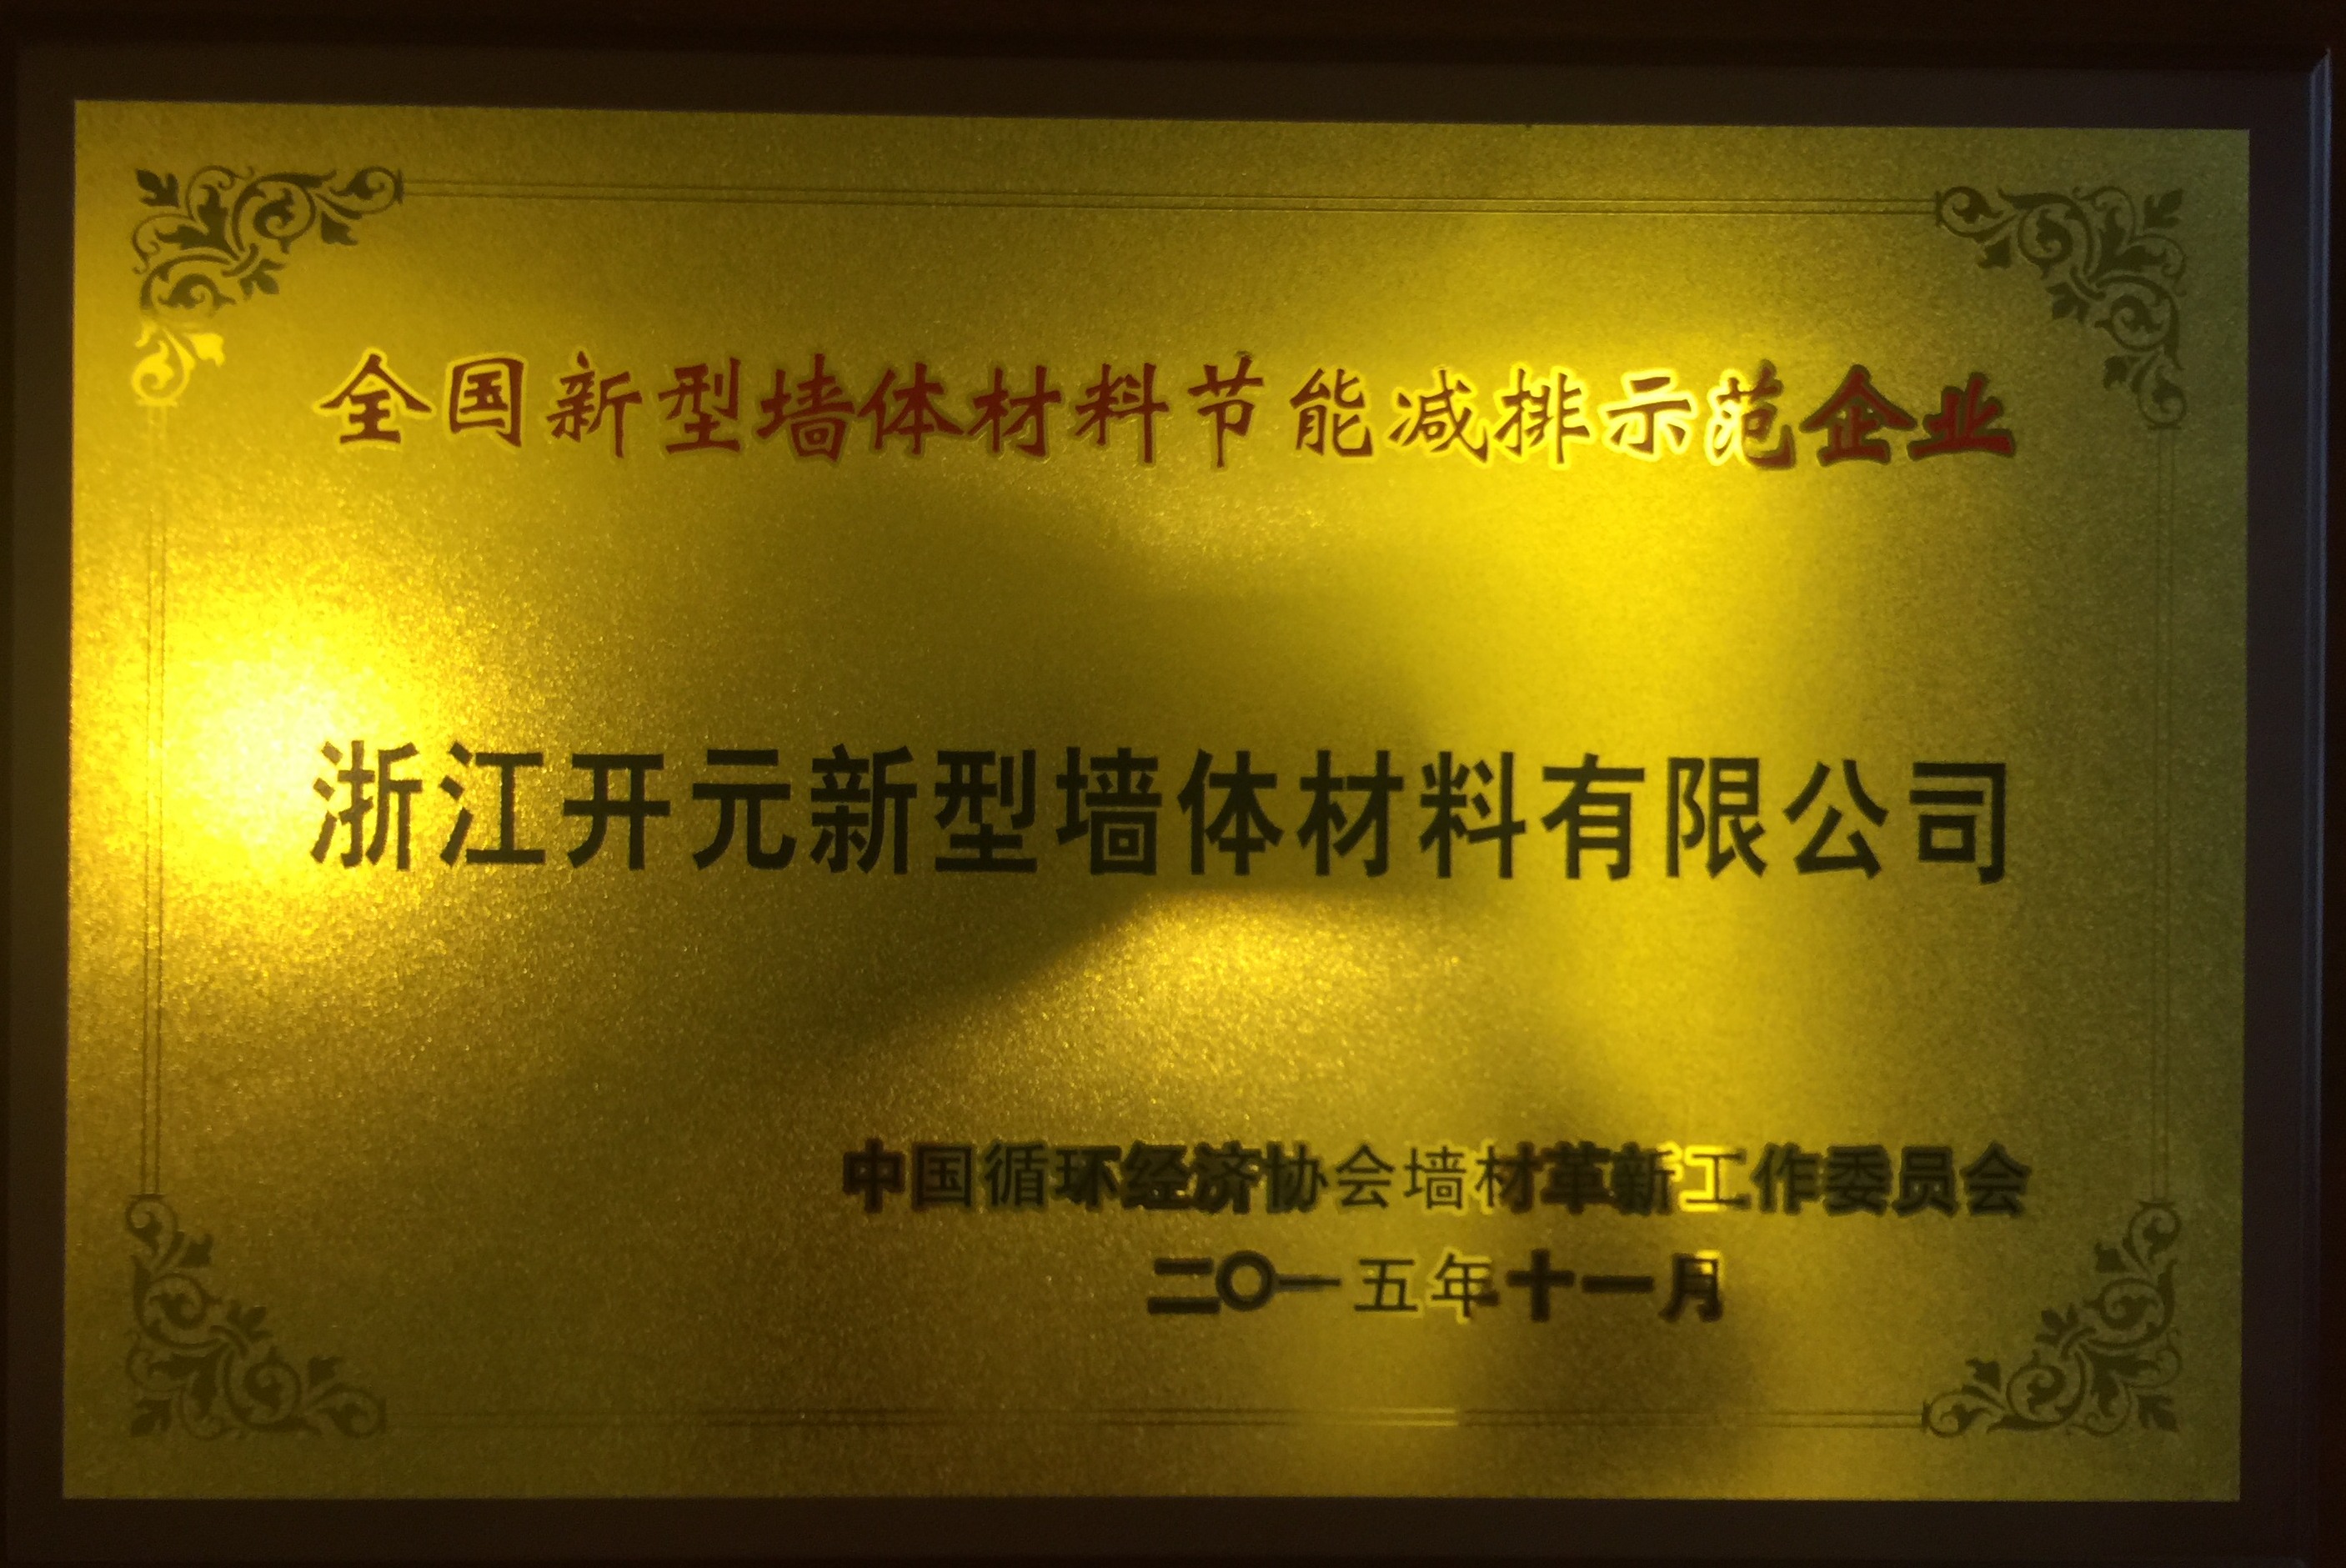 全国新型墙体材料节能减排示范企业
浙江开元新型墙体材料有限公司
中国循环经济协会墙材革新工作委员会
二〇一五年十一月